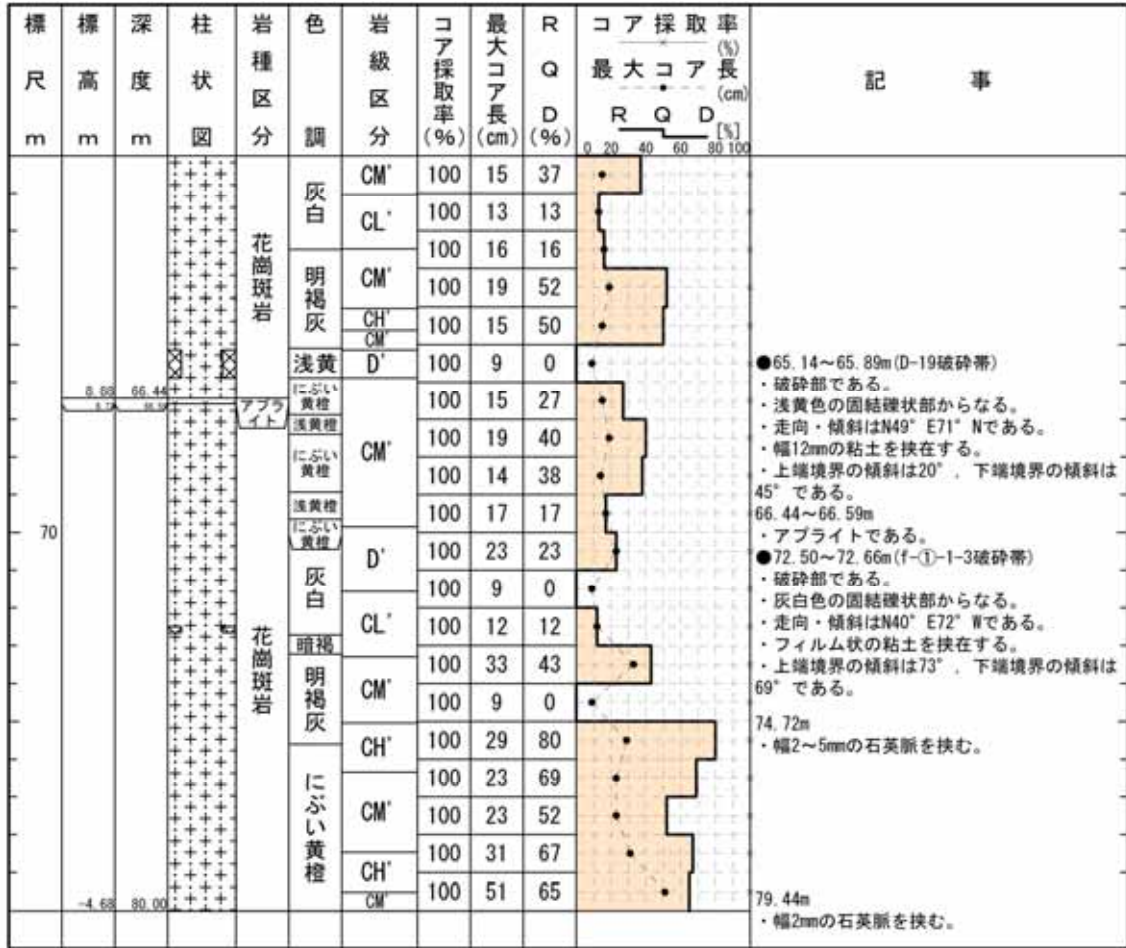 標尺m
標高m
深度m
柱状図
岩種区分
色調
岩級区分
コア採取率(%)
最大コア長(cm)
RQD(%)
コア採取率
(%)
最大コア長
(cm)
RQD
[%]
0 20 40 60 80 100
記事
花崗斑岩
アプライト
花崗斑岩
灰白
明褐灰
浅黄
にぶい黄橙
浅黄橙
にぶい黄橙
浅黄橙
にぶい黄橙
灰白
暗褐
明褐灰
にぶい黄橙
CM'
CL'
CM'
CH'
CM'
D'
CM'
D'
CL'
CM'
CH'
CM'
CH'
CM'
100 15 37
100 13 13
100 16 16
100 19 52
100 15 50
100 9 0
100 15 27
100 19 40
100 14 38
100 17 17
100 23 23
100 9 0
100 12 12
100 33 43
100 9 0
100 29 80
100 23 69
100 23 52
100 31 67
100 51 65
8.88 66.44
70
-4.68 80.00
●65.14～65.89m(D-19破砕帯)
・破砕部である。
・浅黄色の固結礫状部からなる。
・走向・傾斜はN49°E71°Nである。
・幅12mmの粘土を挟在する。
・上端境界の傾斜は20°．下端境界の傾斜は
45°である。
66.44～66.59m
・アプライトである。
●72.50～72.66m(f-①-1-3破砕帯)
・破砕部である。
・灰白色の固結礫状部からなる。
・走向・傾斜はN40°E72°Wである。
・フィルム状の粘土を挟在する。
・上端境界の傾斜は73°．下端境界の傾斜は
69°である。
74.72m
・幅2～5mmの石英脈を挟む。
79.44m
・幅2mmの石英脈を挟む。